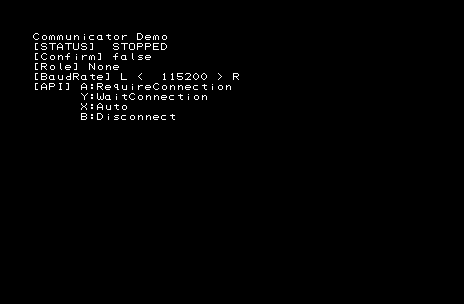 Communicator Demo
[STATUS]  STOPPED
[Confirm] false
[Role] None
[BaudRate] L <  115200 > R
[API] A:RequireConnection
Y:WaitConnection
X:Auto
B:Disconnect